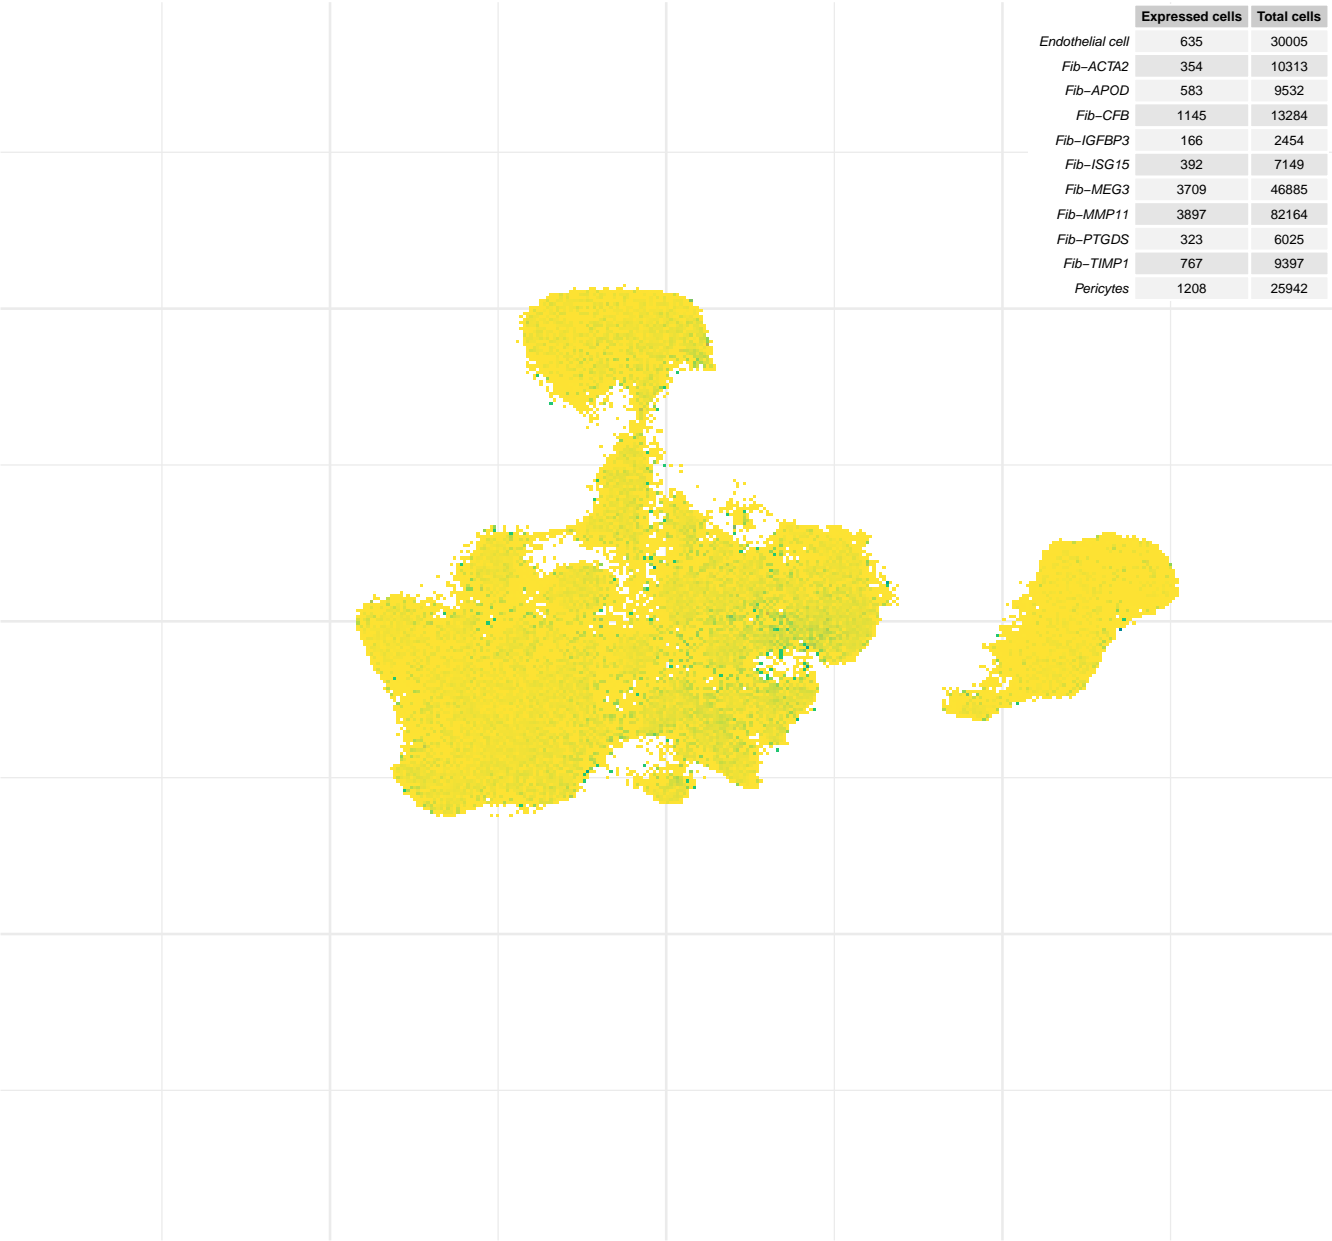 Expressed cells Total cells
Endothelial cell 635 30005
Fib−ACTA2 354 10313
Fib−APOD 583 9532
Fib−CFB 1145 13284
Fib−IGFBP3 166 2454
Fib−ISG15 392 7149
Fib−MEG3 3709 46885
Fib−MMP11 3897 82164
Fib−PTGDS 323 6025
Fib−TIMP1 767 9397
Pericytes 1208 25942